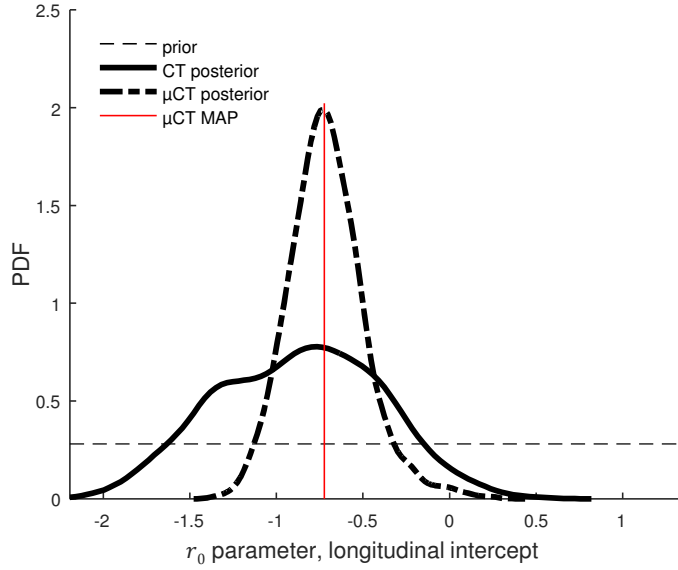 prior
CT posterior
μCT posterior
μCT MAP
2.5
2
1.5
1
0.5
0
PDF
-2 -1.5 -1 -0.5 0 0.5 1
r₀ parameter, longitudinal intercept